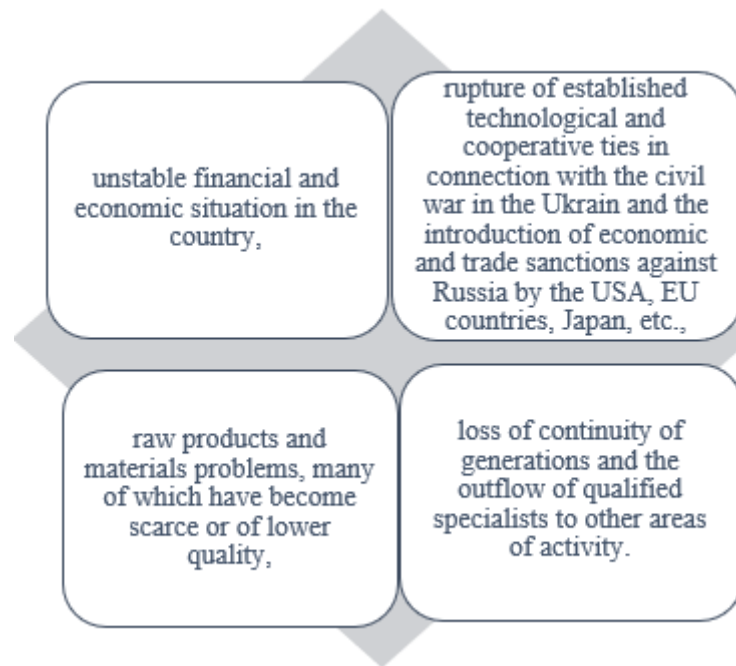 unstable financial and
economic situation in the
country,
rupture of established
technological and
cooperative ties in
connection with the civil
war in the Ukrain and the
introduction of economic
and trade sanctions against
Russia by the USA, EU
countries, Japan, etc.,
raw products and
materials problems, many
of which have become
scarce or of lower
quality,
loss of continuity of
generations and the
outflow of qualified
specialists to other areas
of activity.